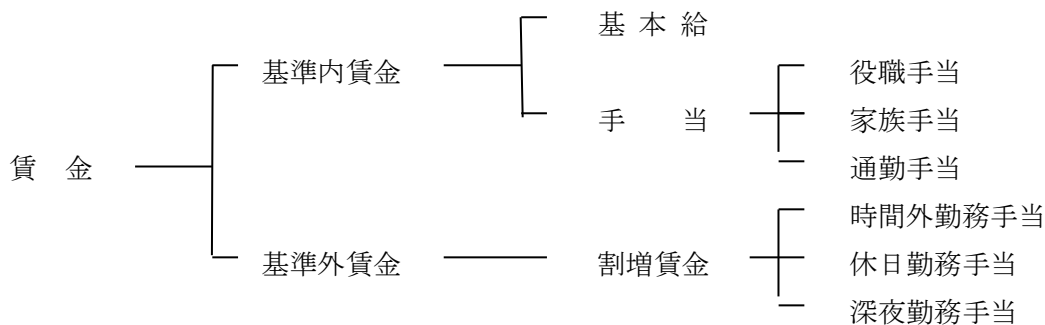 基 本 給
基準内賃金 役職手当
手 当 家族手当
賃 金 通勤手当
時間外勤務手当
基準外賃金 割増賃金 休日勤務手当
深夜勤務手当